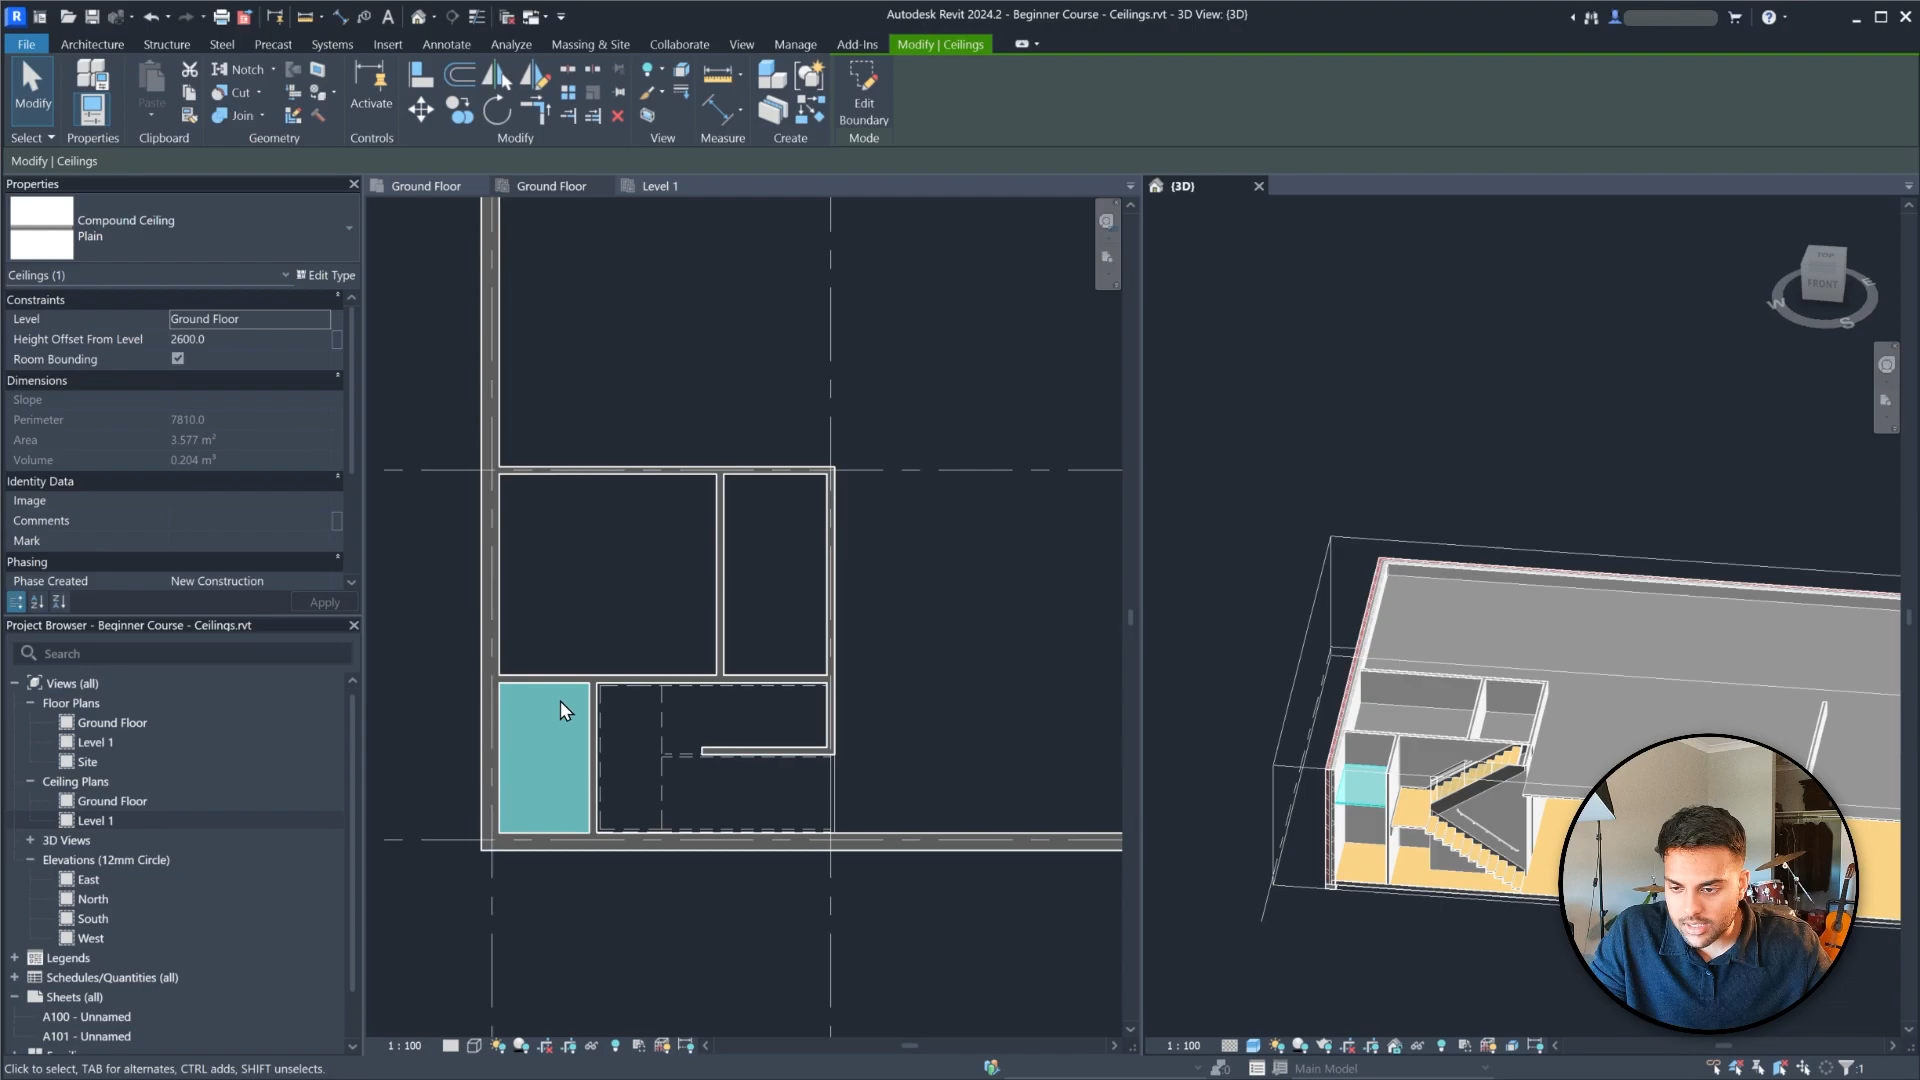 Autodesk Revit 2024.2 - Beginner Course - Ceilings.rvt - 3D View: {3D}
File Architecture Structure Steel Precast Systems Insert Annotate Analyze Massing & Site Collaborate View Manage Add-Ins Modify | Ceilings
Modify
Paste
Notch
Cut
Join
Activate
Edit
Boundary
Select Properties Clipboard Geometry Controls Modify View Measure Create Mode
Modify | Ceilings
Properties
Ground Floor Ground Floor Level 1 {3D}
Compound Ceiling
Plain
Ceilings (1) Edit Type
Constraints
Level Ground Floor
Height Offset From Level 2600.0
Room Bounding
Dimensions
Slope
Perimeter 7810.0
Area 3.577 m²
Volume 0.204 m³
Identity Data
Image
Comments
Mark
Phasing
Phase Created New Construction
Apply
Project Browser - Beginner Course - Ceilings.rvt
Search
Views (all)
Floor Plans
Ground Floor
Level 1
Site
Ceiling Plans
Ground Floor
Level 1
3D Views
Elevations (12mm Circle)
East
North
South
West
Legends
Schedules/Quantities (all)
Sheets (all)
A100 - Unnamed
A101 - Unnamed
TOP
FRONT
W
S
E
1 : 100
1 : 100
Click to select, TAB for alternates, CTRL adds, SHIFT unselects.
Main Model
:1